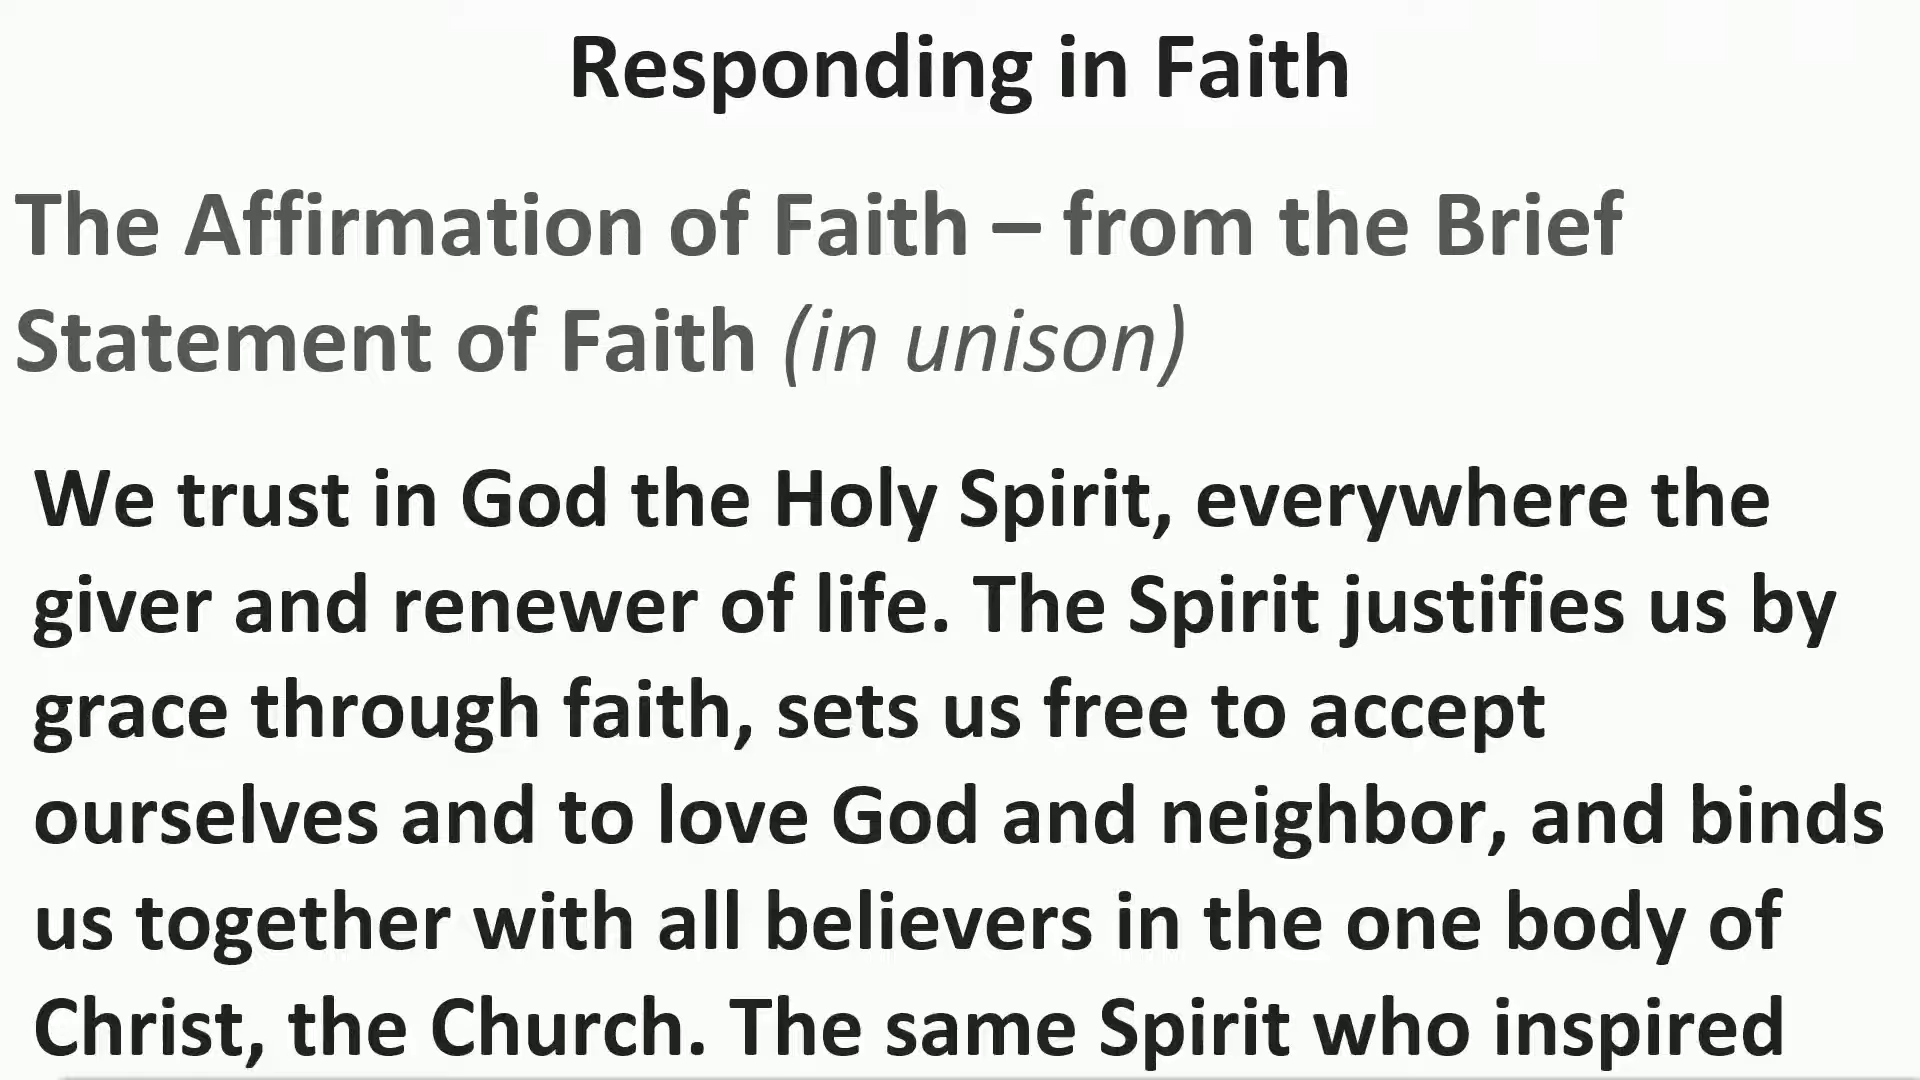 Responding in Faith
The Affirmation of Faith – from the Brief
Statement of Faith (in unison)
We trust in God the Holy Spirit, everywhere the
giver and renewer of life. The Spirit justifies us by
grace through faith, sets us free to accept
ourselves and to love God and neighbor, and binds
us together with all believers in the one body of
Christ, the Church. The same Spirit who inspired